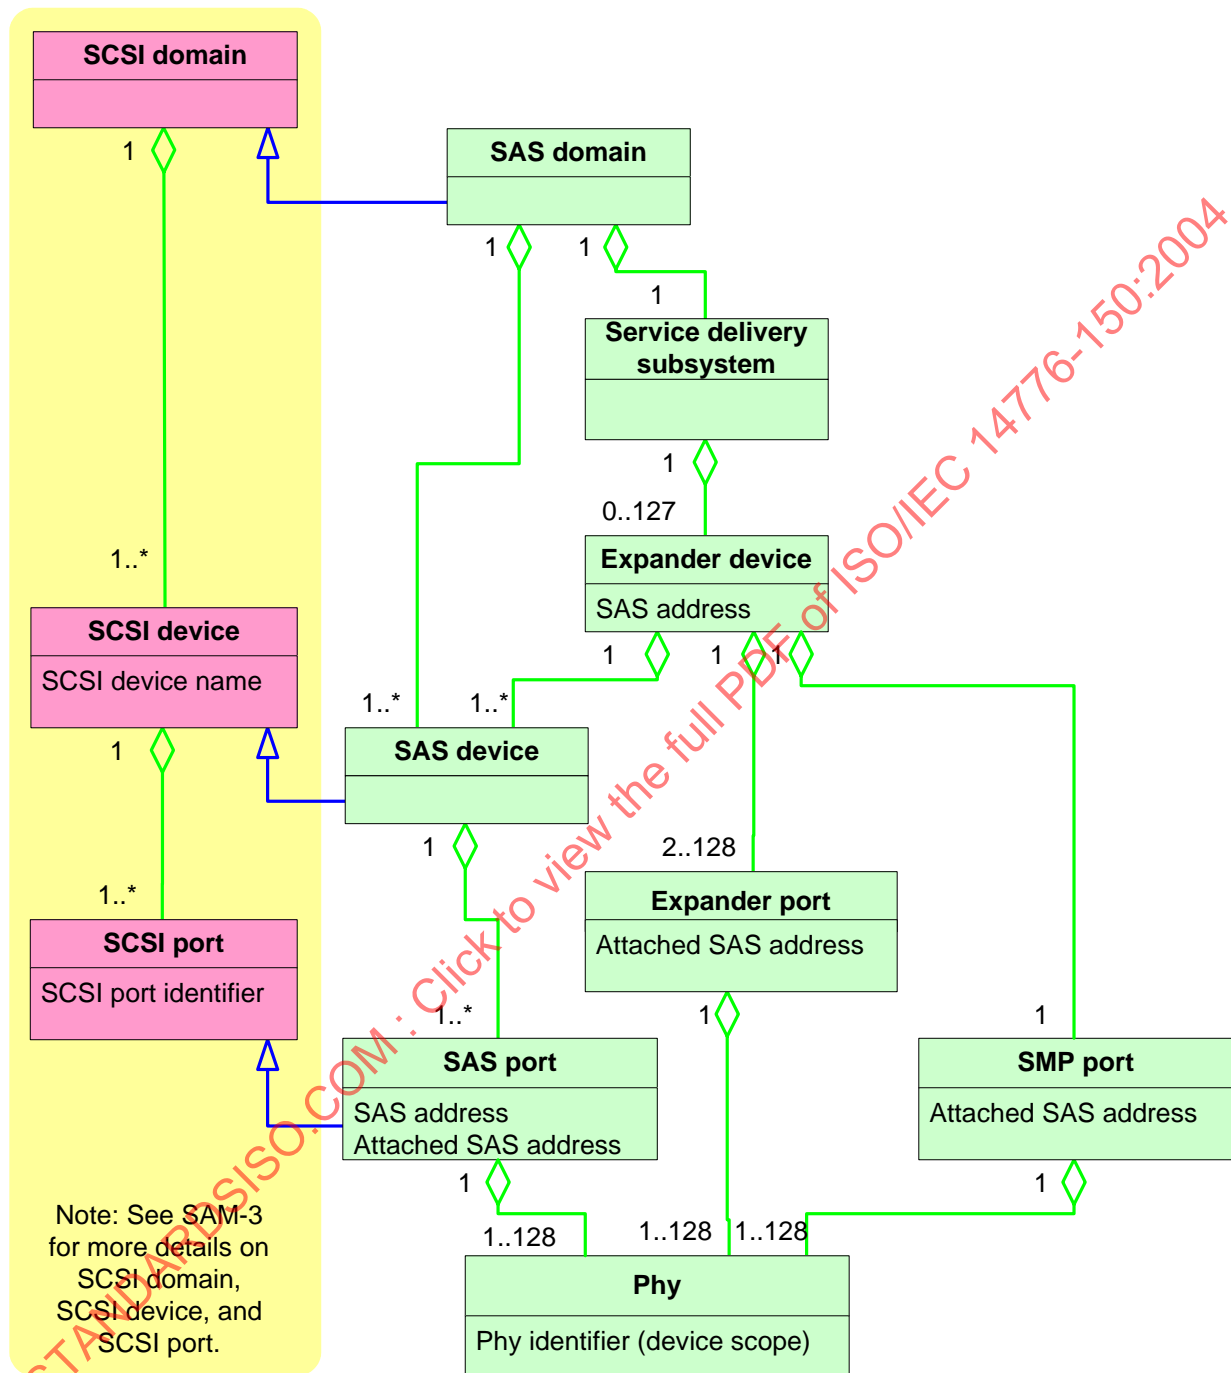 SCSI domain
1
SAS domain
1
1
1
Service delivery
subsystem
1
0..127
1..*
Expander device
SAS address
SCSI device
SCSI device name
1
1
1
1..*
1..*
1
SAS device
1
2..128
1..*
Expander port
Attached SAS address
SCSI port
SCSI port identifier
1..*
1
1
SAS port
SAS address
Attached SAS address
SMP port
Attached SAS address
1
1
1..128
1..128
1..128
Phy
Phy identifier (device scope)
Note: See SAM-3
for more details on
SCSI domain,
SCSI device, and
SCSI port.
STANDARDSISO.COM : Click to view the full PDF of ISO/IEC 14776-150:2004